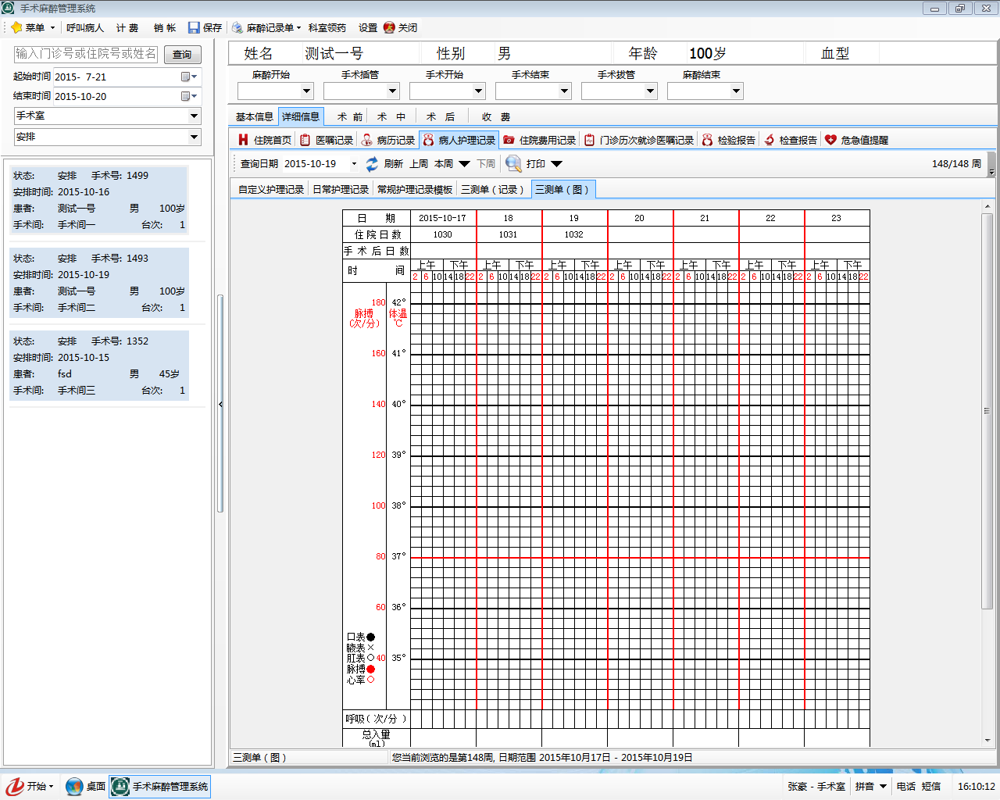 手术麻醉管理系统
菜单 呼叫病人 计 费 销 帐 保存 麻醉记录单 科室领药 设置 关闭
输入门诊号或住院号或姓名 查询
起始时间 2015- 7-21
结束时间 2015-10-20
手术室
安排
状态: 安排 手术号: 1499
安排时间: 2015-10-16
患者: 测试一号 男 100岁
手术间: 手术间一 台次: 1
状态: 安排 手术号: 1493
安排时间: 2015-10-19
患者: 测试一号 男 100岁
手术间: 手术间二 台次: 1
状态: 安排 手术号: 1352
安排时间: 2015-10-15
患者: fsd 男 45岁
手术间: 手术间三 台次: 1
姓名 测试一号 性别 男 年龄 100岁 血型
麻醉开始 手术插管 手术开始 手术结束 手术拔管 麻醉结束
基本信息 详细信息 术 前 术 中 术 后 收 费
住院首页 医嘱记录 病历记录 病人护理记录 住院费用记录 门诊历次就诊医嘱记录 检验报告 检查报告 危急值提醒
查询日期 2015-10-19 刷新 上周 本周 下周 打印 148/148 周
自定义护理记录 日常护理记录 常规护理记录模板 三测单（记录） 三测单（图）
日 期 2015-10-17 18 19 20 21 22 23
住院日数 1030 1031 1032
手术后日数
时 间 上午 下午 上午 下午 上午 下午 上午 下午 上午 下午 上午 下午 上午 下午
2 6 10 14 18 22 2 6 10 14 18 22 2 6 10 14 18 22 2 6 10 14 18 22 2 6 10 14 18 22 2 6 10 14 18 22 2 6 10 14 18 22
180 42°
脉搏 体温
(次/分) ℃
160 41°
140 40°
120 39°
100 38°
80 37°
60 36°
口表
腋表
肛表 40 35°
脉搏
心率
呼吸(次/分)
总入量
(ml)
三测单（图） 您当前浏览的是第148周, 日期范围 2015年10月17日 - 2015年10月19日
开始 桌面 手术麻醉管理系统 张豪 - 手术室 拼音 电话 短信 16:10:12